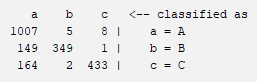 a b c <-- classified as
1007 5 8 | a = A
149 349 1 | b = B
164 2 433 | c = C